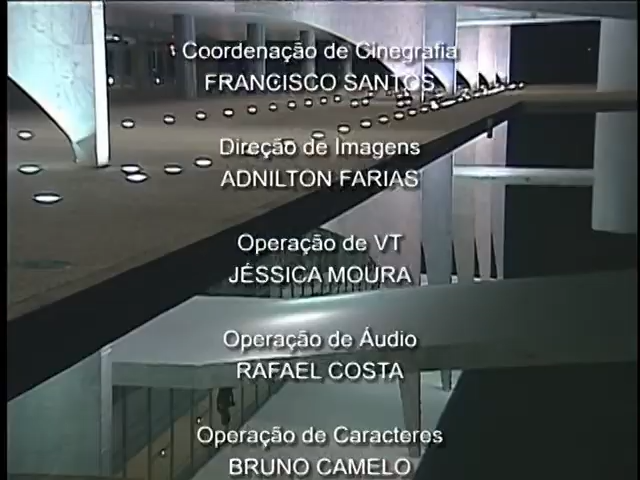 Coordenação de Cinegrafia
FRANCISCO SANTOS
Direção de Imagens
ADNILTON FARIAS
Operação de VT
JÉSSICA MOURA
Operação de Áudio
RAFAEL COSTA
Operação de Caracteres
BRUNO CAMELO